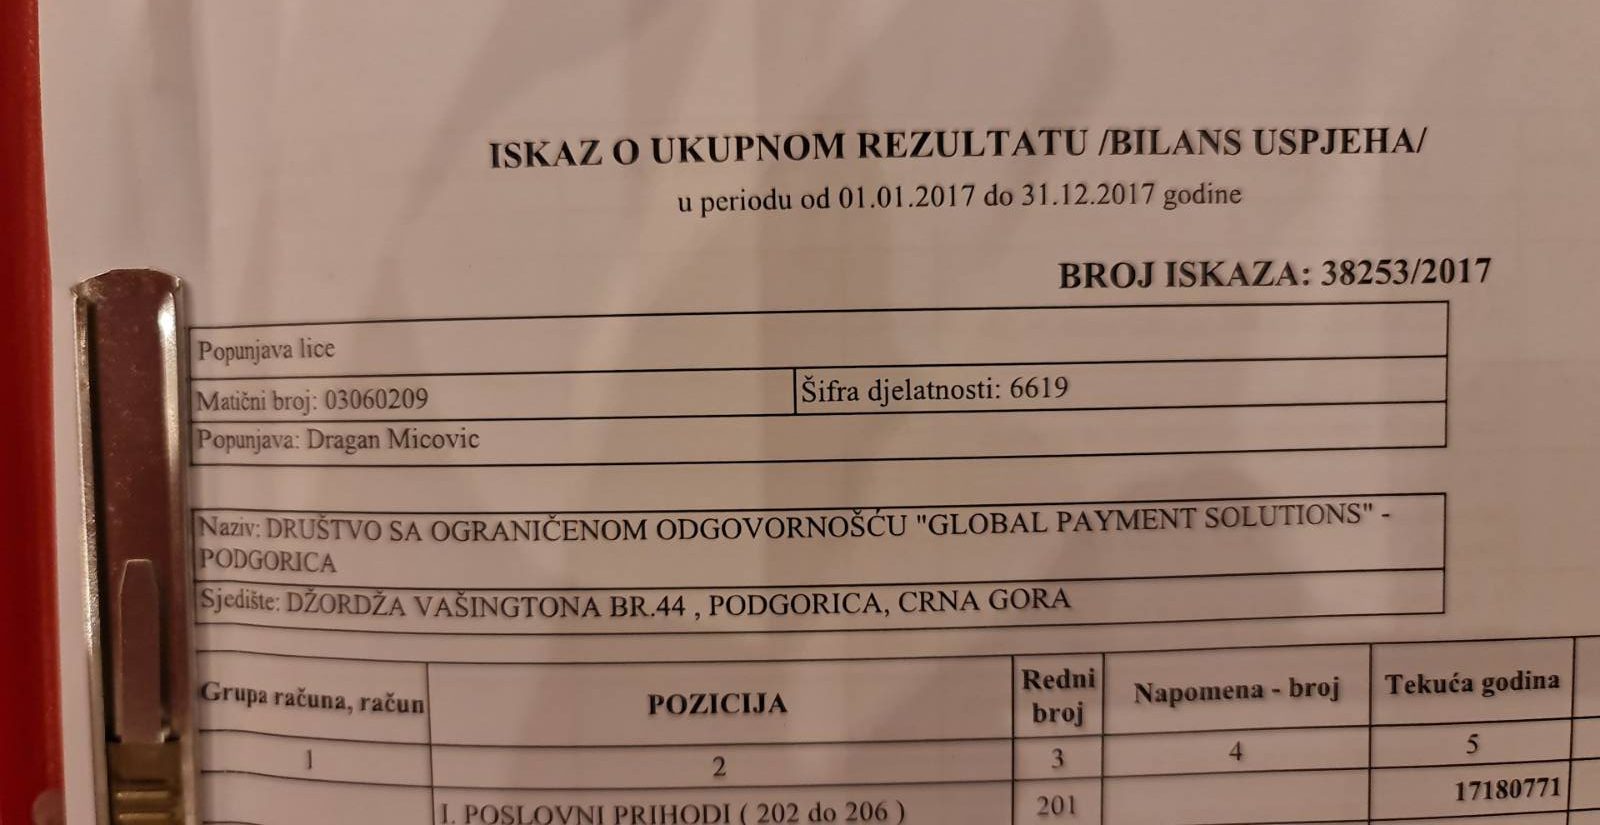 ISKAZ O UKUPNOM REZULTATU /BILANS USPJEHA/
u periodu od 01.01.2017 do 31.12.2017 godine
BROJ ISKAZA: 38253/2017
Popunjava lice
Matični broj: 03060209 Šifra djelatnosti: 6619
Popunjava: Dragan Micovic
Naziv: DRUŠTVO SA OGRANIČENOM ODGOVORNOŠĆU "GLOBAL PAYMENT SOLUTIONS" -
PODGORICA
Sjedište: DŽORDŽA VAŠINGTONA BR.44 , PODGORICA, CRNA GORA
Grupa računa, račun POZICIJA Redni broj Napomena - broj Tekuća godina
1 2 3 4 5
I. POSLOVNI PRIHODI ( 202 do 206 ) 201 17180771